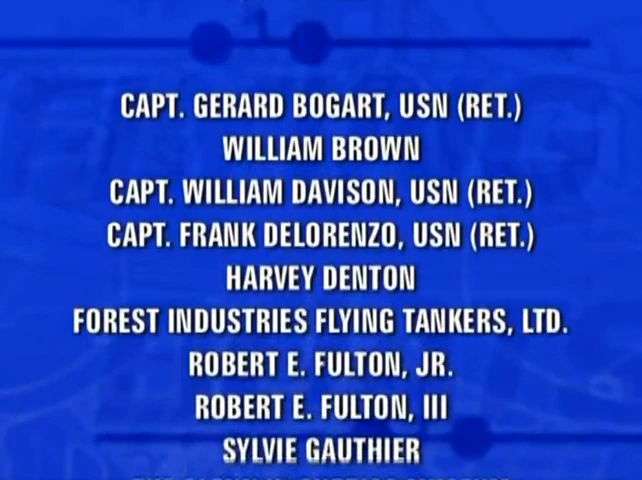 CAPT. GERARD BOGART, USN (RET.)
WILLIAM BROWN
CAPT. WILLIAM DAVISON, USN (RET.)
CAPT. FRANK DELORENZO, USN (RET.)
HARVEY DENTON
FOREST INDUSTRIES FLYING TANKERS, LTD.
ROBERT E. FULTON, JR.
ROBERT E. FULTON, III
SYLVIE GAUTHIER